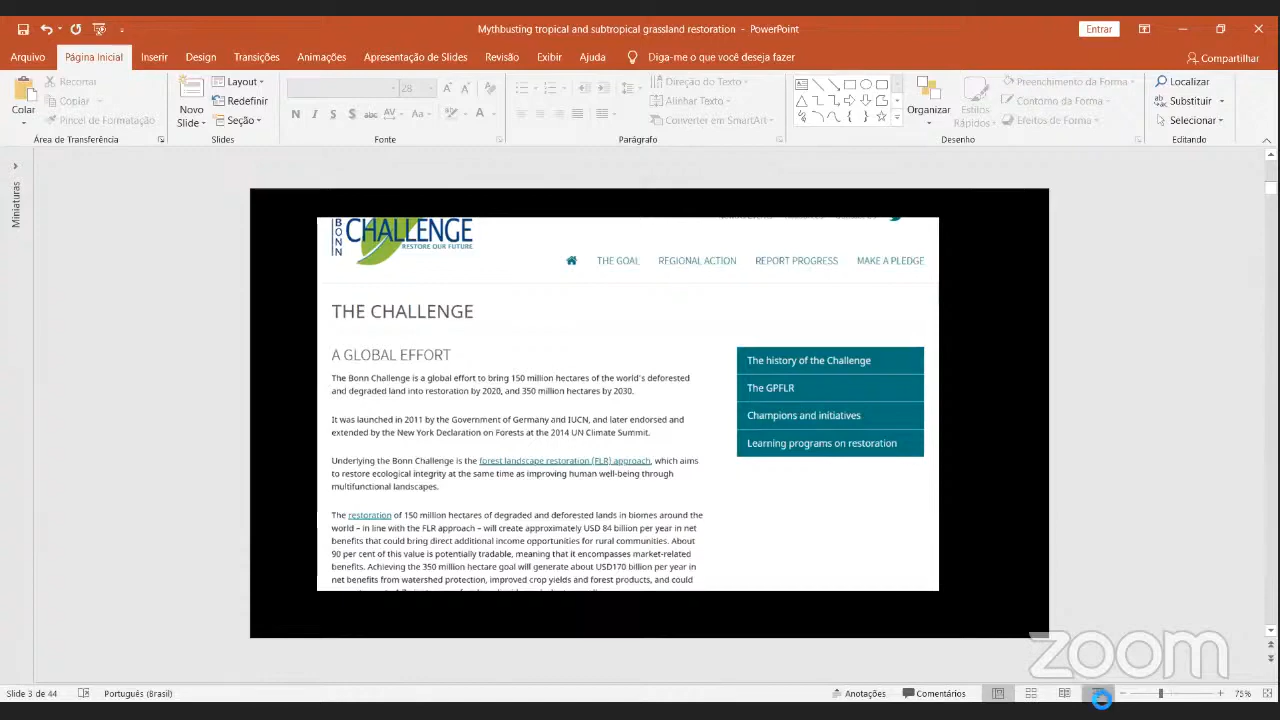 Mythbusting tropical and subtropical grassland restoration - PowerPoint
Entrar
Arquivo Página Inicial Inserir Design Transições Animações Apresentação de Slides Revisão Exibir Ajuda Diga-me o que você deseja fazer Compartilhar
Colar
Recortar
Copiar
Pincel de Formatação
Área de Transferência
Novo
Slide
Layout
Redefinir
Seção
Slides
28
N I S S abc AV Aa A
Fonte
Direção do Texto
Alinhar Texto
Converter em SmartArt
Parágrafo
Organizar
Estilos
Rápidos
Preenchimento da Forma
Contorno da Forma
Efeitos de Forma
Desenho
Localizar
Substituir
Selecionar
Editando
Miniaturas
BONN
CHALLENGE
RESTORE OUR FUTURE
THE GOAL REGIONAL ACTION REPORT PROGRESS MAKE A PLEDGE
THE CHALLENGE
A GLOBAL EFFORT
The Bonn Challenge is a global effort to bring 150 million hectares of the world's deforested
and degraded land into restoration by 2020, and 350 million hectares by 2030.
It was launched in 2011 by the Government of Germany and IUCN, and later endorsed and
extended by the New York Declaration on Forests at the 2014 UN Climate Summit.
Underlying the Bonn Challenge is the forest landscape restoration (FLR) approach, which aims
to restore ecological integrity at the same time as improving human well-being through
multifunctional landscapes.
The restoration of 150 million hectares of degraded and deforested lands in biomes around the
world – in line with the FLR approach – will create approximately USD 84 billion per year in net
benefits that could bring direct additional income opportunities for rural communities. About
90 per cent of this value is potentially tradable, meaning that it encompasses market-related
benefits. Achieving the 350 million hectare goal will generate about USD170 billion per year in
net benefits from watershed protection, improved crop yields and forest products, and could
The history of the Challenge
The GPFLR
Champions and initiatives
Learning programs on restoration
zoom
Slide 3 de 44 Português (Brasil) Anotações Comentários 75%